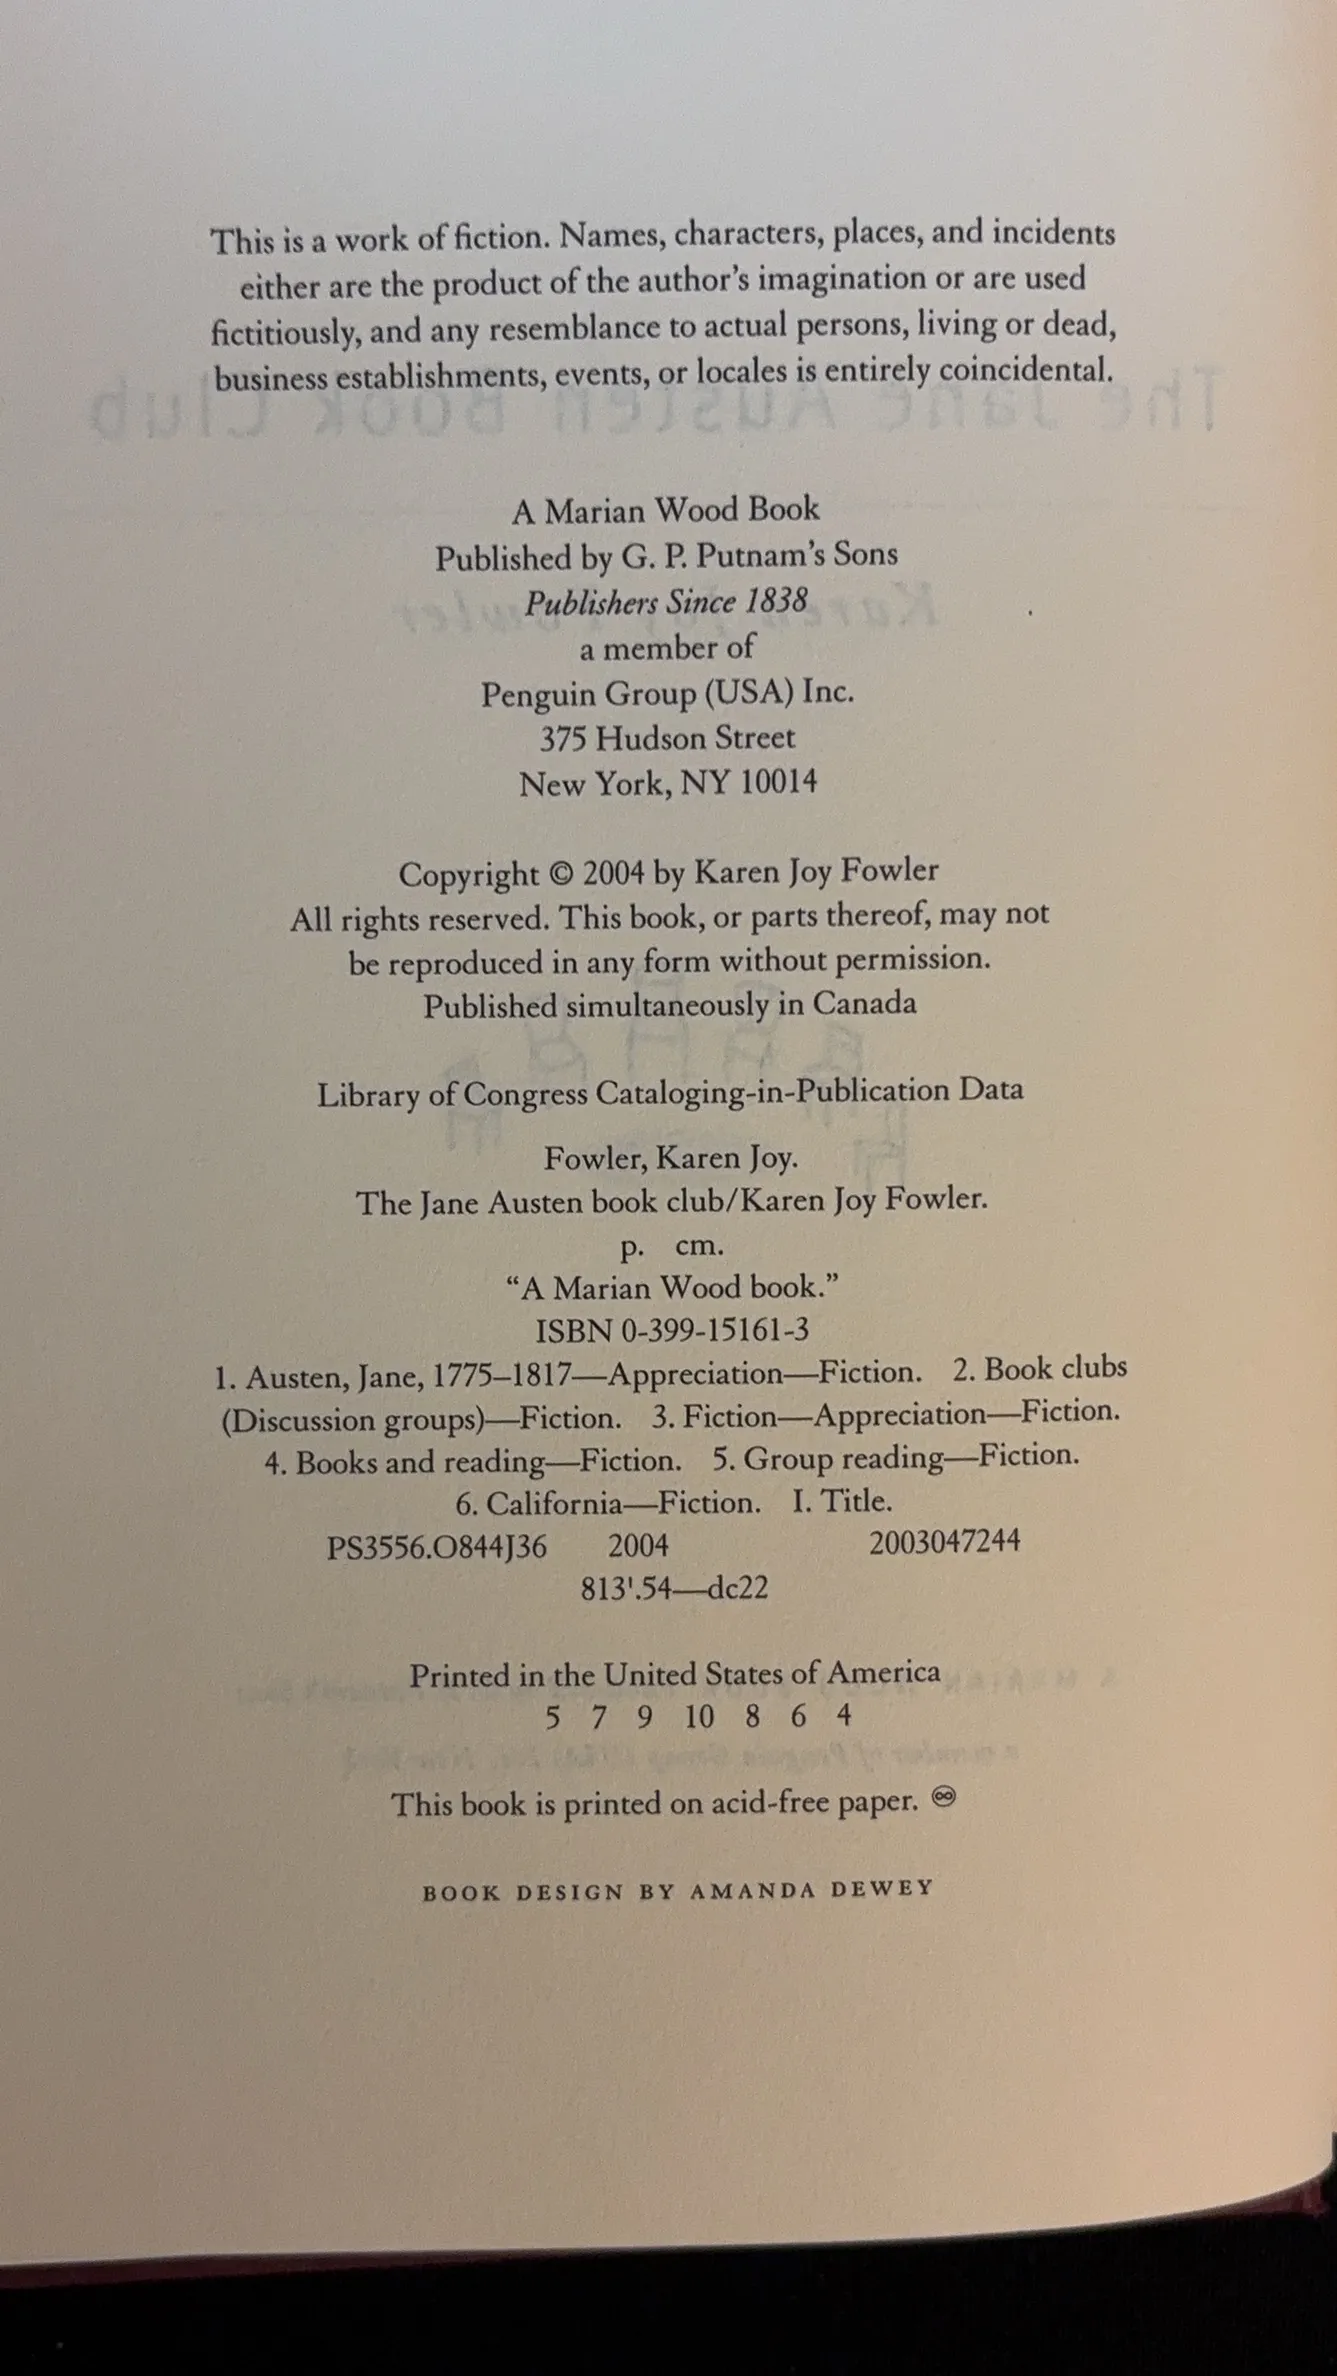 This is a work of fiction. Names, characters, places, and incidents
either are the product of the author’s imagination or are used
fictitiously, and any resemblance to actual persons, living or dead,
business establishments, events, or locales is entirely coincidental.
The Jane Austen Book Club
A Marian Wood Book
Published by G. P. Putnam’s Sons
Publishers Since 1838
Karen Joy Fowler
a member of
Penguin Group (USA) Inc.
375 Hudson Street
New York, NY 10014
Copyright © 2004 by Karen Joy Fowler
All rights reserved. This book, or parts thereof, may not
be reproduced in any form without permission.
Published simultaneously in Canada
Library of Congress Cataloging-in-Publication Data
Fowler, Karen Joy.
The Jane Austen book club/Karen Joy Fowler.
p. cm.
“A Marian Wood book.”
ISBN 0-399-15161-3
1. Austen, Jane, 1775–1817—Appreciation—Fiction. 2. Book clubs
(Discussion groups)—Fiction. 3. Fiction—Appreciation—Fiction.
4. Books and reading—Fiction. 5. Group reading—Fiction.
6. California—Fiction. I. Title.
PS3556.O844J36 2004 2003047244
813'.54—dc22
Printed in the United States of America
5 7 9 10 8 6 4
This book is printed on acid-free paper. ♾
BOOK DESIGN BY AMANDA DEWEY